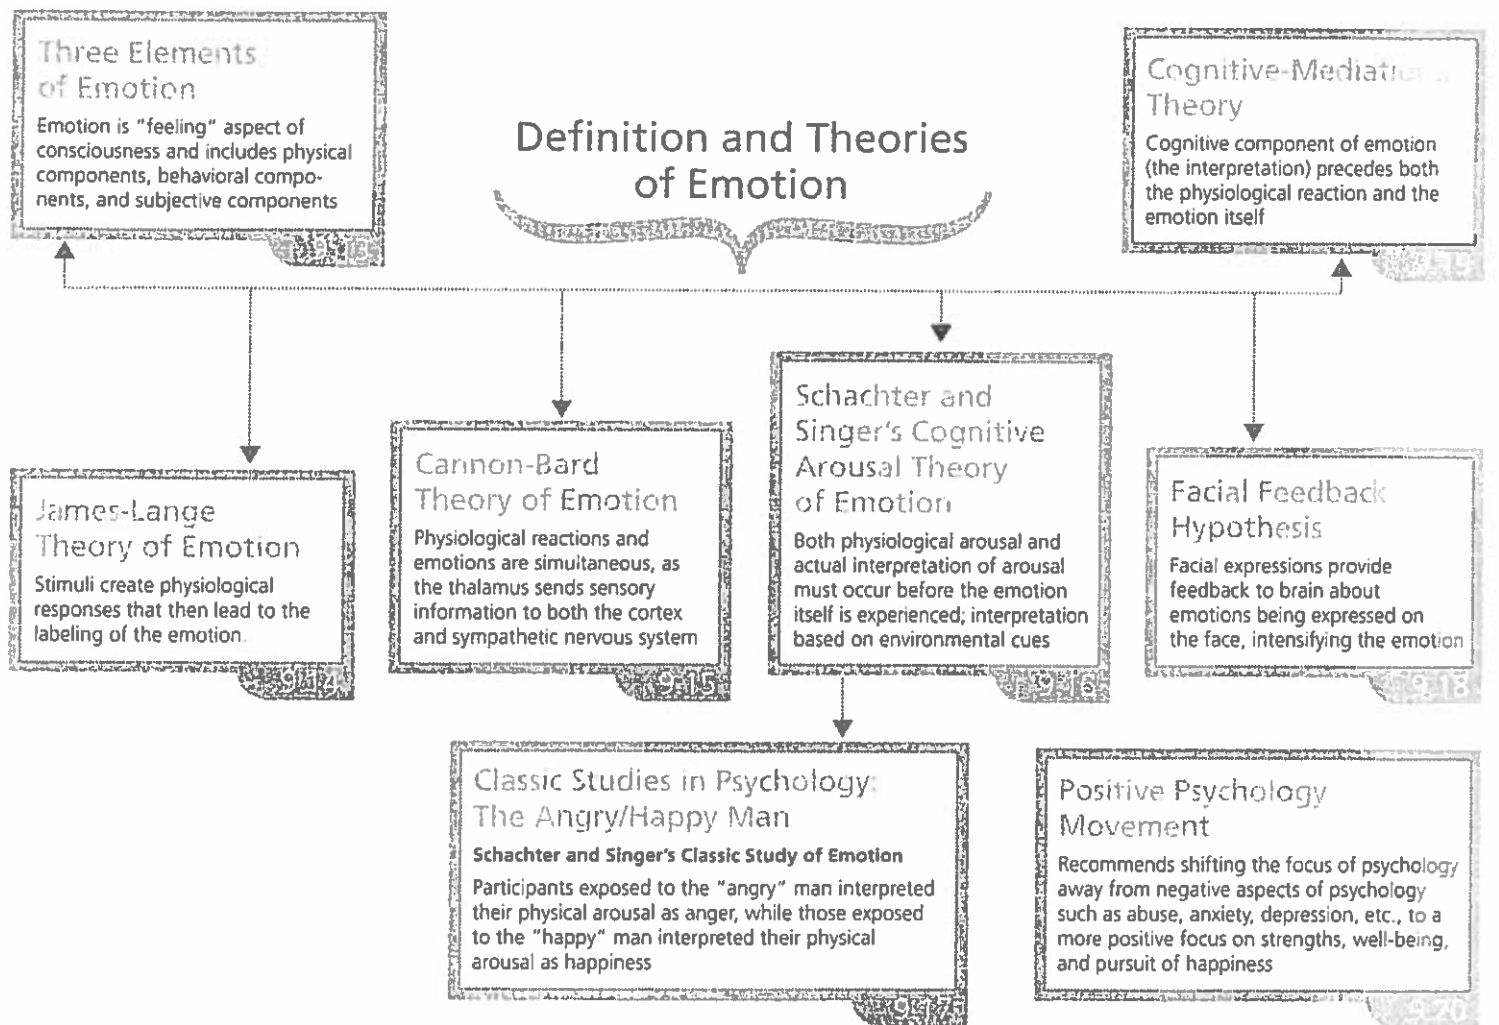 Three Elements
of Emotion
Emotion is "feeling" aspect of
consciousness and includes physical
components, behavioral compo-
nents, and subjective components
9.13
Definition and Theories
of Emotion
Cognitive-Mediational
Theory
Cognitive component of emotion
(the interpretation) precedes both
the physiological reaction and the
emotion itself
9.19
James-Lange
Theory of Emotion
Stimuli create physiological
responses that then lead to the
labeling of the emotion
9.14
Cannon-Bard
Theory of Emotion
Physiological reactions and
emotions are simultaneous, as
the thalamus sends sensory
information to both the cortex
and sympathetic nervous system
9.15
Schachter and
Singer's Cognitive
Arousal Theory
of Emotion
Both physiological arousal and
actual interpretation of arousal
must occur before the emotion
itself is experienced; interpretation
based on environmental cues
9.16
Facial Feedback
Hypothesis
Facial expressions provide
feedback to brain about
emotions being expressed on
the face, intensifying the emotion
9.18
Classic Studies in Psychology:
The Angry/Happy Man
Schachter and Singer's Classic Study of Emotion
Participants exposed to the "angry" man interpreted
their physical arousal as anger, while those exposed
to the "happy" man interpreted their physical
arousal as happiness
9.17
Positive Psychology
Movement
Recommends shifting the focus of psychology
away from negative aspects of psychology
such as abuse, anxiety, depression, etc., to a
more positive focus on strengths, well-being,
and pursuit of happiness
9.20